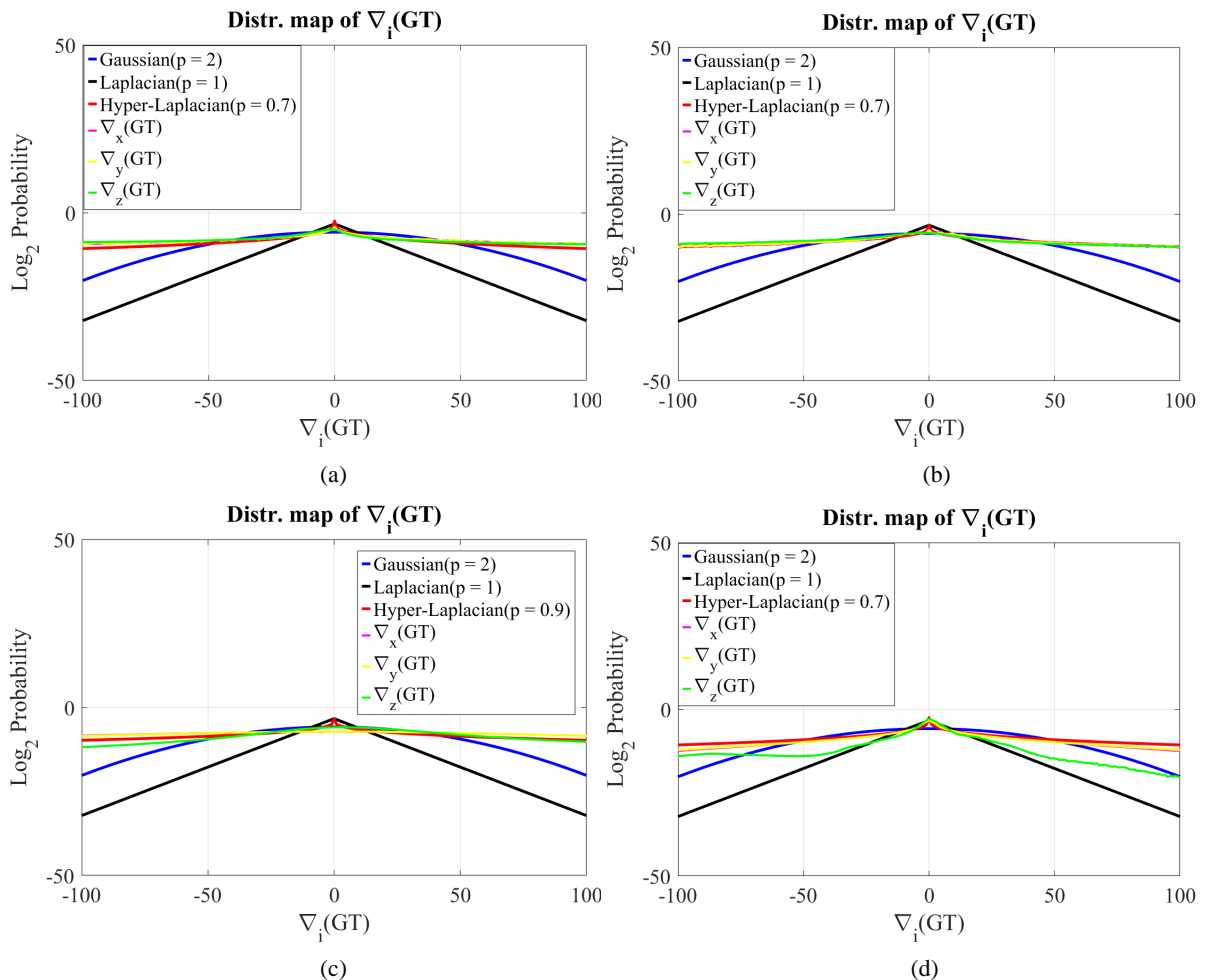 Distr. map of ∇i(GT)
50
0
-50
Log2 Probability
Gaussian(p = 2)
Laplacian(p = 1)
Hyper-Laplacian(p = 0.7)
∇x(GT)
∇y(GT)
∇z(GT)
-100 -50 0 50 100
∇i(GT)
(a)
Distr. map of ∇i(GT)
50
0
-50
Log2 Probability
Gaussian(p = 2)
Laplacian(p = 1)
Hyper-Laplacian(p = 0.7)
∇x(GT)
∇y(GT)
∇z(GT)
-100 -50 0 50 100
∇i(GT)
(b)
Distr. map of ∇i(GT)
50
0
-50
Log2 Probability
Gaussian(p = 2)
Laplacian(p = 1)
Hyper-Laplacian(p = 0.9)
∇x(GT)
∇y(GT)
∇z(GT)
-100 -50 0 50 100
∇i(GT)
(c)
Distr. map of ∇i(GT)
50
0
-50
Log2 Probability
Gaussian(p = 2)
Laplacian(p = 1)
Hyper-Laplacian(p = 0.7)
∇x(GT)
∇y(GT)
∇z(GT)
-100 -50 0 50 100
∇i(GT)
(d)